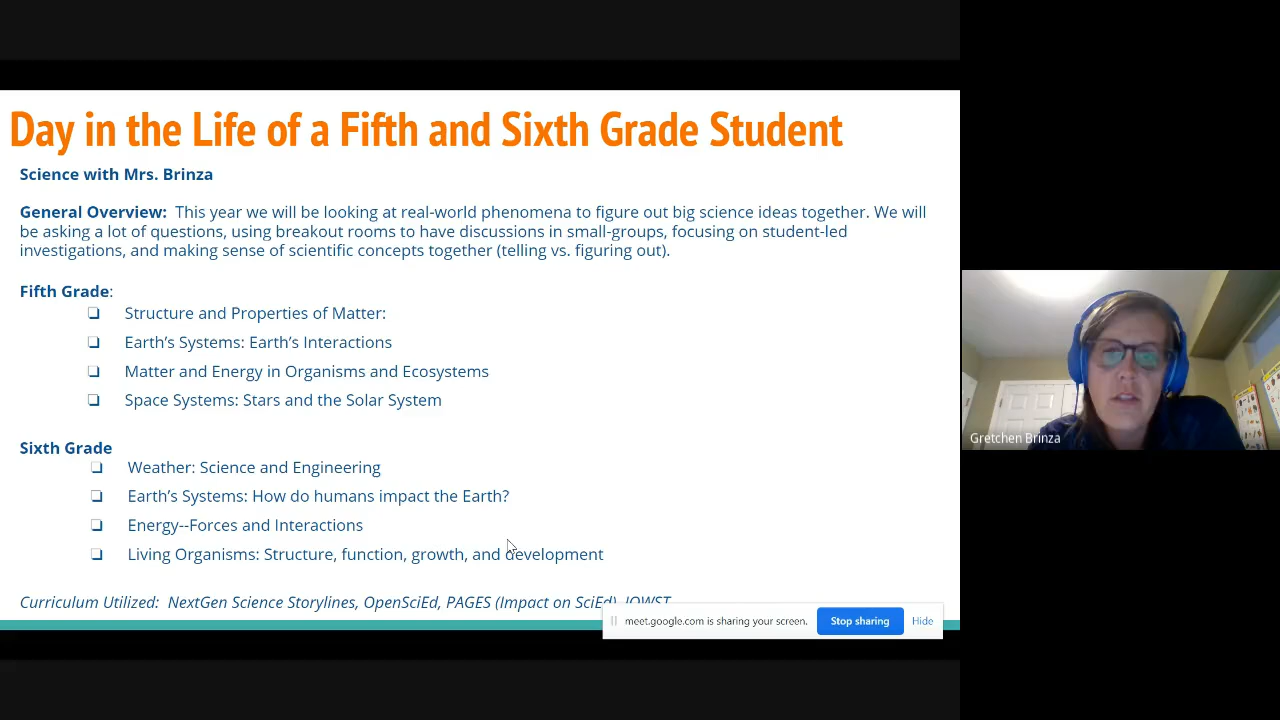 Day in the Life of a Fifth and Sixth Grade Student
Science with Mrs. Brinza
General Overview:  This year we will be looking at real-world phenomena to figure out big science ideas together. We will
be asking a lot of questions, using breakout rooms to have discussions in small-groups, focusing on student-led
investigations, and making sense of scientific concepts together (telling vs. figuring out).
Fifth Grade:
❏ Structure and Properties of Matter:
❏ Earth's Systems: Earth's Interactions
❏ Matter and Energy in Organisms and Ecosystems
❏ Space Systems: Stars and the Solar System
Sixth Grade
❏ Weather: Science and Engineering
❏ Earth's Systems: How do humans impact the Earth?
❏ Energy--Forces and Interactions
❏ Living Organisms: Structure, function, growth, and development
Curriculum Utilized:  NextGen Science Storylines, OpenSciEd, PAGES (Impact on SciEd), IQWST
meet.google.com is sharing your screen.
Stop sharing
Hide
Gretchen Brinza